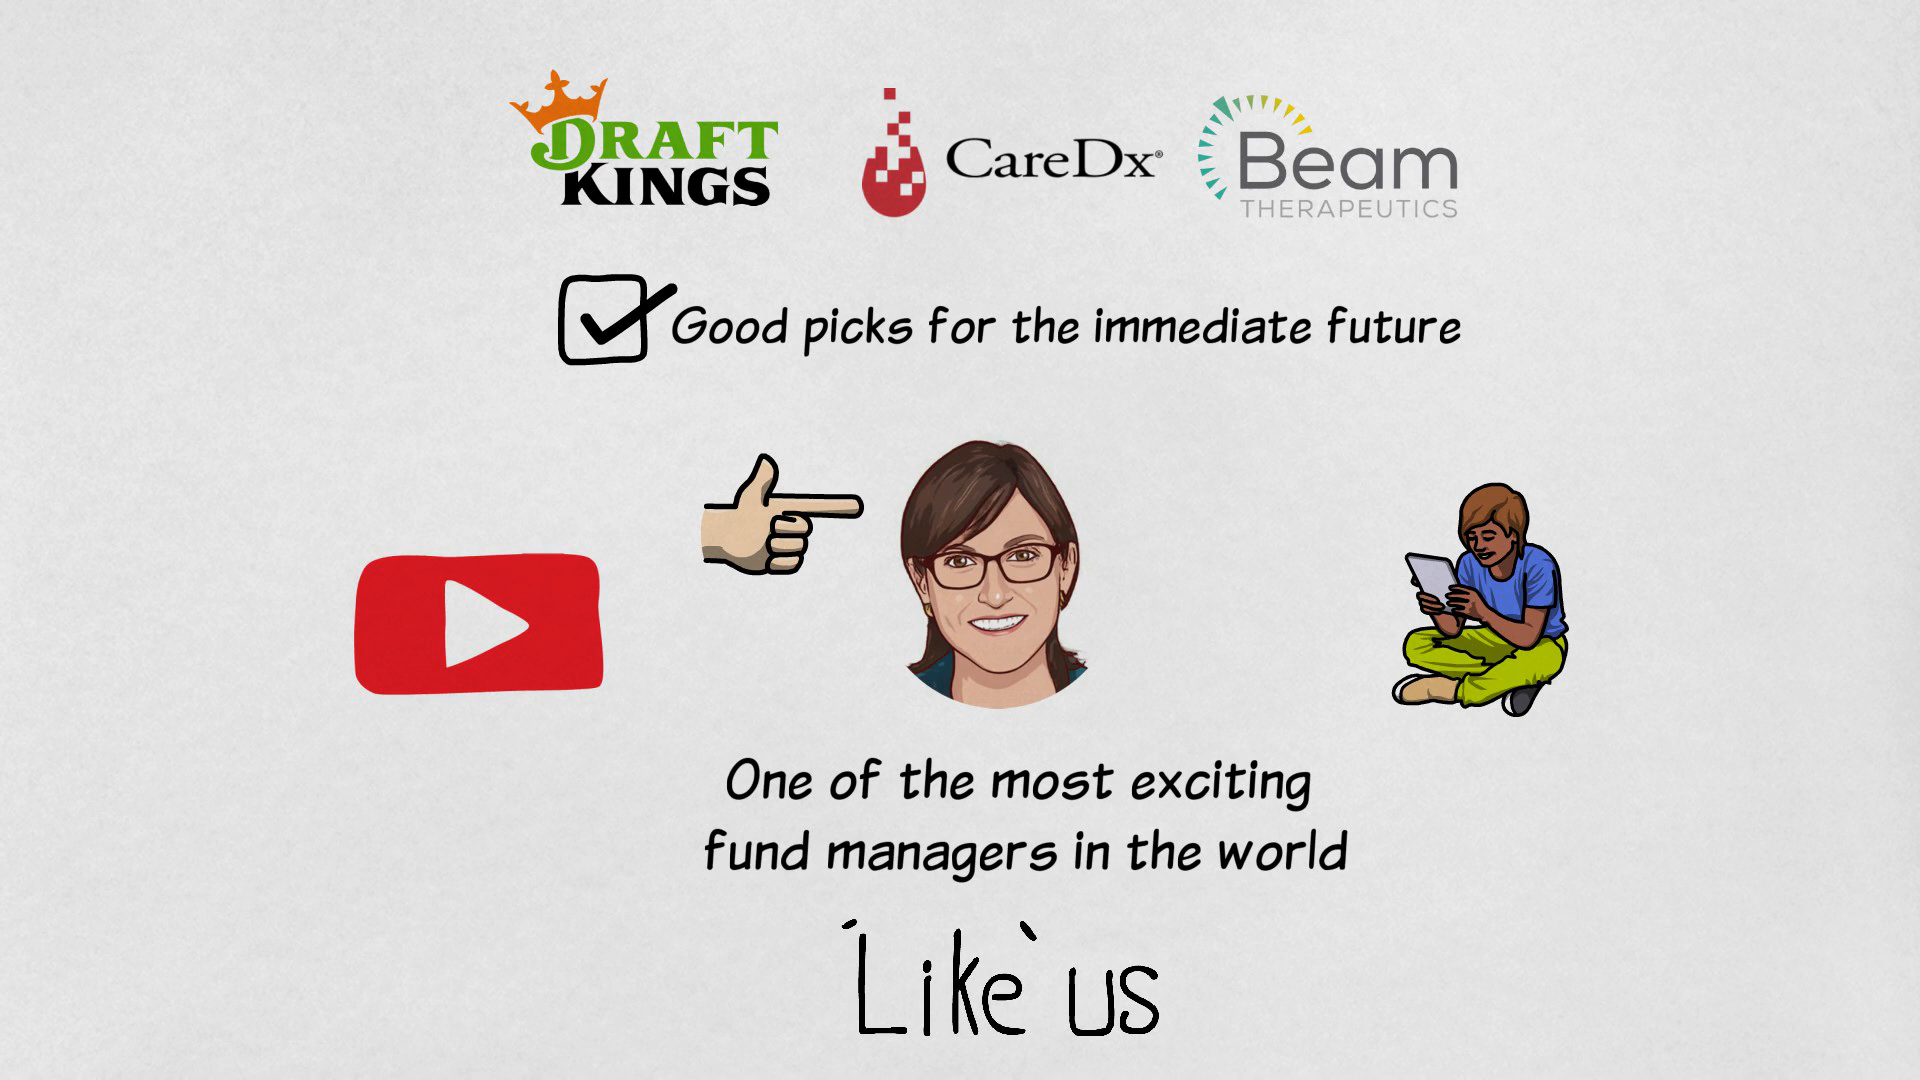 DRAFT
KINGS
CareDx®
Beam
THERAPEUTICS
Good picks for the immediate future
One of the most exciting
fund managers in the world
'Like' us